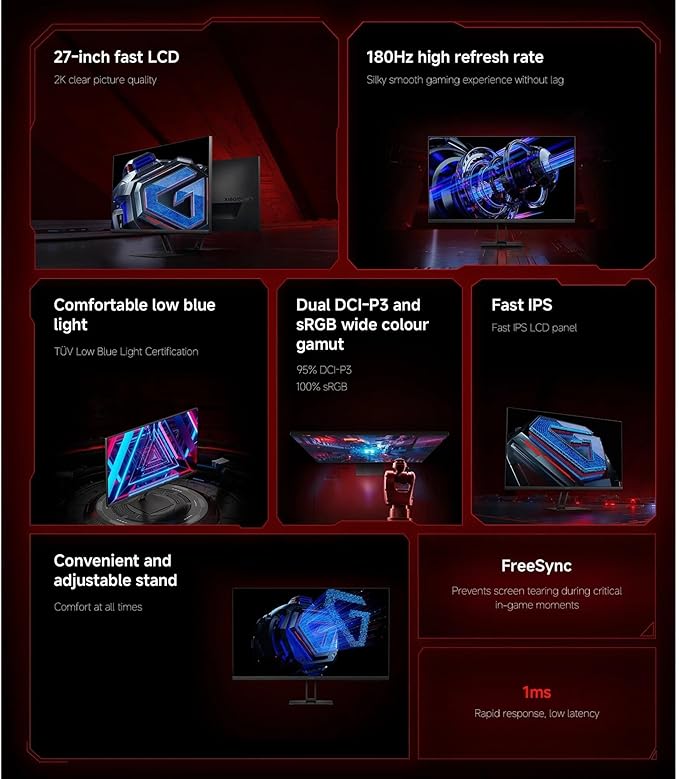 27-inch fast LCD
2K clear picture quality
180Hz high refresh rate
Silky smooth gaming experience without lag
XIAOMI
Comfortable low blue
light
TÜV Low Blue Light Certification
Dual DCI-P3 and
sRGB wide colour
gamut
95% DCI-P3
100% sRGB
Fast IPS
Fast IPS LCD panel
Convenient and
adjustable stand
Comfort at all times
FreeSync
Prevents screen tearing during critical
in-game moments
1ms
Rapid response, low latency